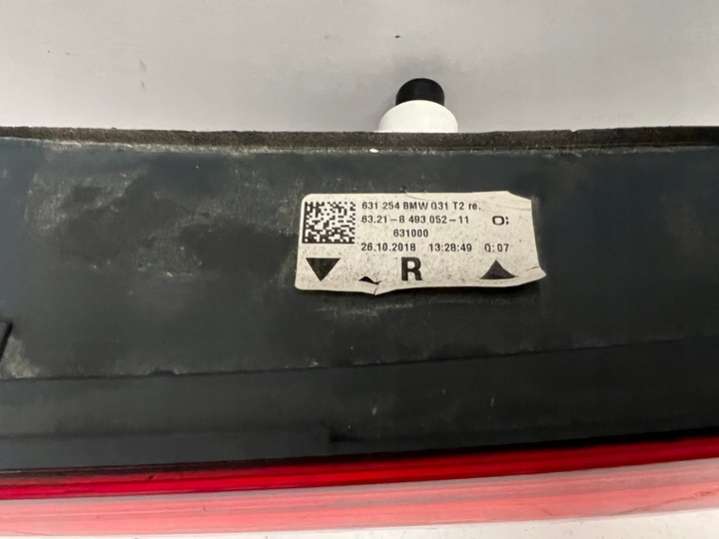 631 254 BMW G31 T2 re.
63.21-8 493 052-11
631000
26.10.2018 13:28:49 0:07
R